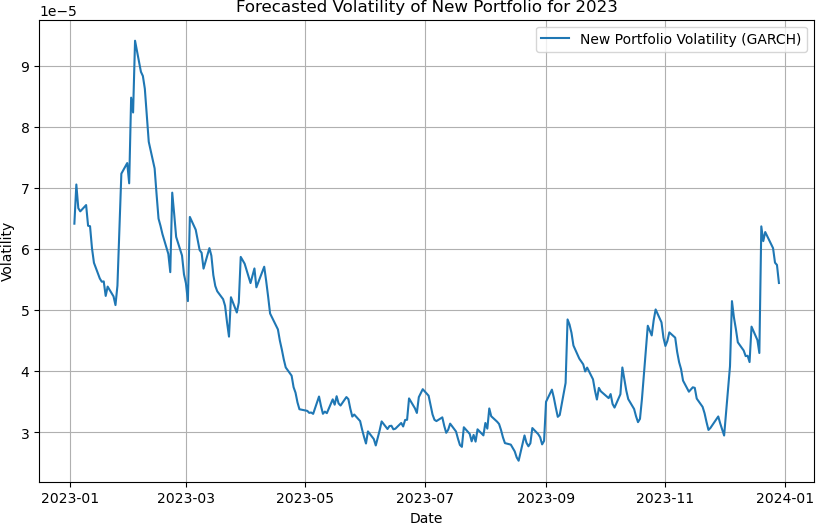 Forecasted Volatility of New Portfolio for 2023
1e−5
New Portfolio Volatility (GARCH)
9
8
7
6
5
4
3
Volatility
2023-01 2023-03 2023-05 2023-07 2023-09 2023-11 2024-01
Date